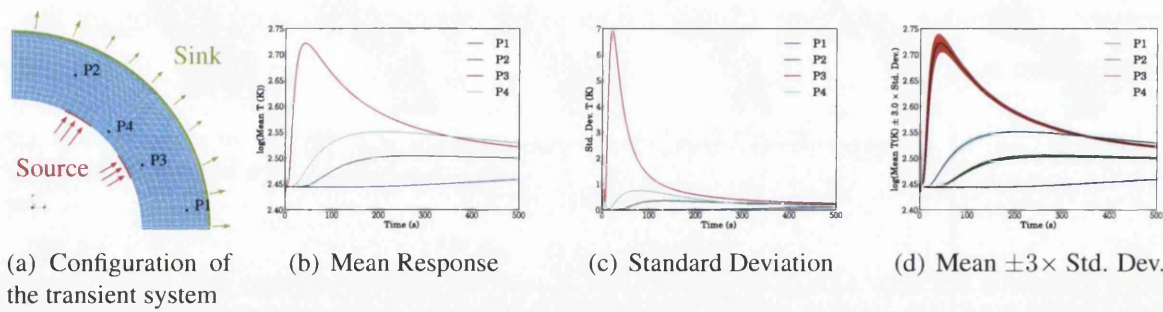 Sink
P2
P4
Source
P3
P1
log(Mean T (K))
2.75
2.70
2.65
2.60
2.55
2.50
2.45
2.40
0 100 200 300 400 500
Time (s)
P1
P2
P3
P4
Std. Dev. T (K)
7
6
5
4
3
2
1
0
0 100 200 300 400 500
Time (s)
P1
P2
P3
P4
log(Mean T(K) ± 3.0 × Std. Dev.)
2.75
2.70
2.65
2.60
2.55
2.50
2.45
2.40
0 100 200 300 400 500
Time (s)
P1
P2
P3
P4
(a) Configuration of
the transient system
(b) Mean Response
(c) Standard Deviation
(d) Mean ±3× Std. Dev.